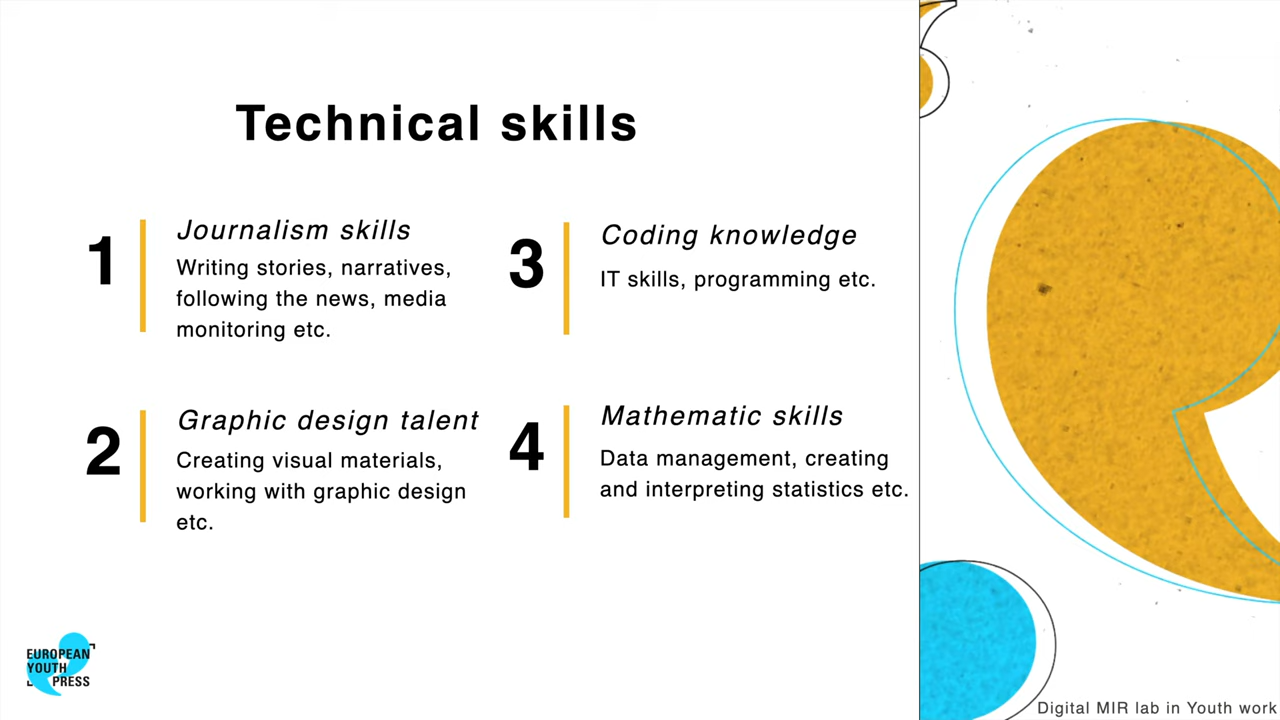 Technical skills
1
Journalism skills
Writing stories, narratives,
following the news, media
monitoring etc.
2
Graphic design talent
Creating visual materials,
working with graphic design
etc.
3
Coding knowledge
IT skills, programming etc.
4
Mathematic skills
Data management, creating
and interpreting statistics etc.
EUROPEAN
YOUTH
PRESS
Digital MIR lab in Youth work